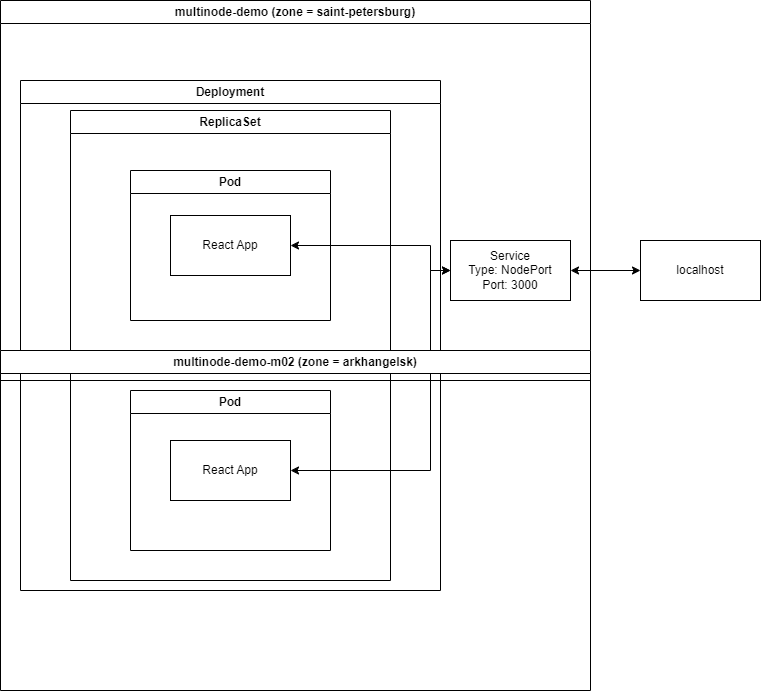 multinode-demo (zone = saint-petersburg)
Deployment
ReplicaSet
Pod
React App
Service
Type: NodePort
Port: 3000
localhost
multinode-demo-m02 (zone = arkhangelsk)
Pod
React App